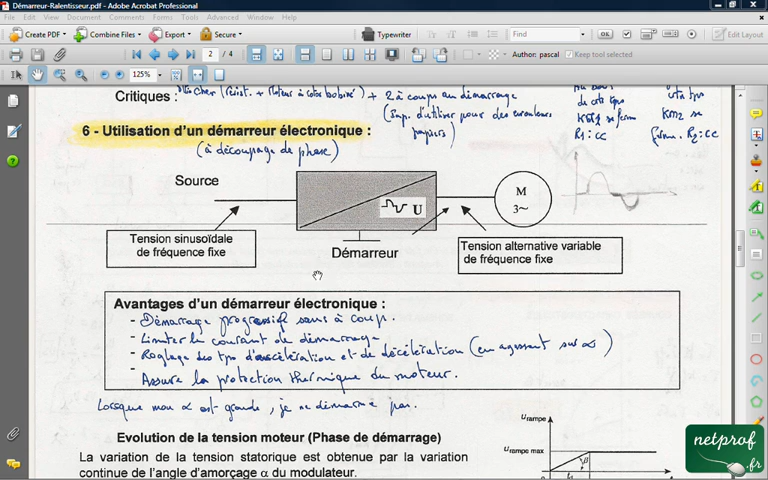 Démarreur-Ralentisseur.pdf - Adobe Acrobat Professional
File Edit View Document Comments Forms Tools Advanced Window Help
Create PDF Combine Files Export Secure Typewriter Find Edit Layout
2 / 4 Author: pascal Keep tool selected
125%
Critiques : + 2 à coups au démarrage
6 - Utilisation d'un démarreur électronique :
(à découpage de phase)
Source
M
3~
U
Démarreur
Tension sinusoïdale
de fréquence fixe
Tension alternative variable
de fréquence fixe
Avantages d'un démarreur électronique :
- Démarrage progressif sans à coup.
- Limiter le courant de démarrage
- Réglage des tps d'accélération et de décélération (en agissant sur α)
- Assure la protection thermique du moteur.
Lorsque mon α est grande, je ne démarre pas.
Evolution de la tension moteur (Phase de démarrage)
La variation de la tension statorique est obtenue par la variation
continue de l'angle d'amorçage α du modulateur.
u rampe
u rampe max
β
netprof
.fr